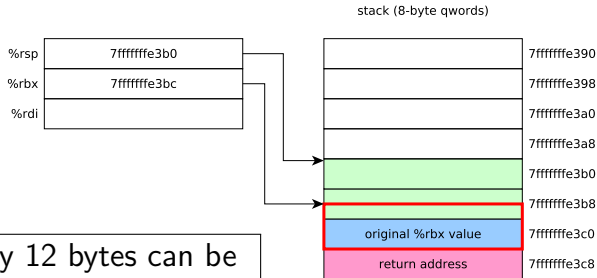 stack (8-byte qwords)
%rsp 7fffffffe3b0
%rbx 7fffffffe3bc
%rdi
7fffffffe390
7fffffffe398
7fffffffe3a0
7fffffffe3a8
7fffffffe3b0
7fffffffe3b8
original %rbx value 7fffffffe3c0
return address 7fffffffe3c8
y 12 bytes can be